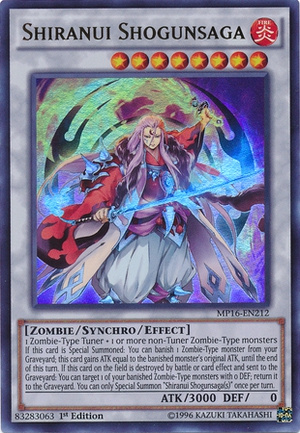 SHIRANUI SHOGUNSAGA
FIRE
炎
MP16-EN212
[ZOMBIE/SYNCHRO/EFFECT]
1 Zombie-Type Tuner + 1 or more non-Tuner Zombie-Type monsters
If this card is Special Summoned: You can banish 1 Zombie-Type monster from your
Graveyard; this card gains ATK equal to the banished monster's original ATK, until the end
of this turn. If this card on the field is destroyed by battle or card effect and sent to the
Graveyard: You can target 1 of your banished Zombie-Type monsters with 0 DEF; return it
to the Graveyard. You can only Special Summon "Shiranui Shogunsaga(s)" once per turn.
ATK/3000 DEF/ 0
83283063 1st Edition ©1996 KAZUKI TAKAHASHI